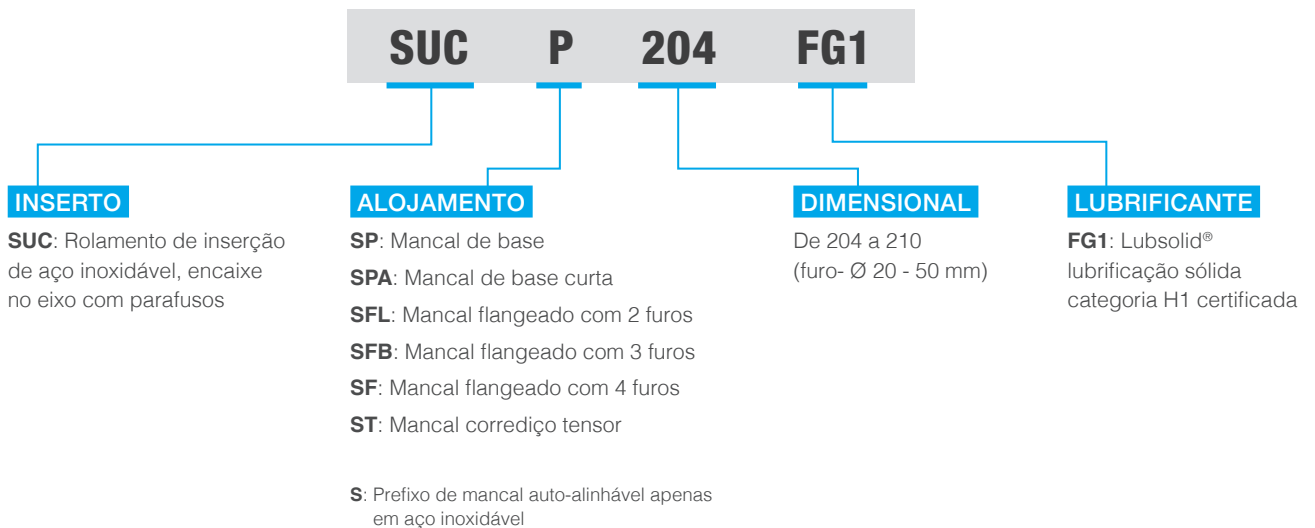 SUC P 204 FG1
INSERTO
SUC: Rolamento de inserção
de aço inoxidável, encaixe
no eixo com parafusos
ALOJAMENTO
SP: Mancal de base
SPA: Mancal de base curta
SFL: Mancal flangeado com 2 furos
SFB: Mancal flangeado com 3 furos
SF: Mancal flangeado com 4 furos
ST: Mancal corrediço tensor
S: Prefixo de mancal auto-alinhável apenas
em aço inoxidável
DIMENSIONAL
De 204 a 210
(furo- Ø 20 - 50 mm)
LUBRIFICANTE
FG1: Lubsolid®
lubrificação sólida
categoria H1 certificada